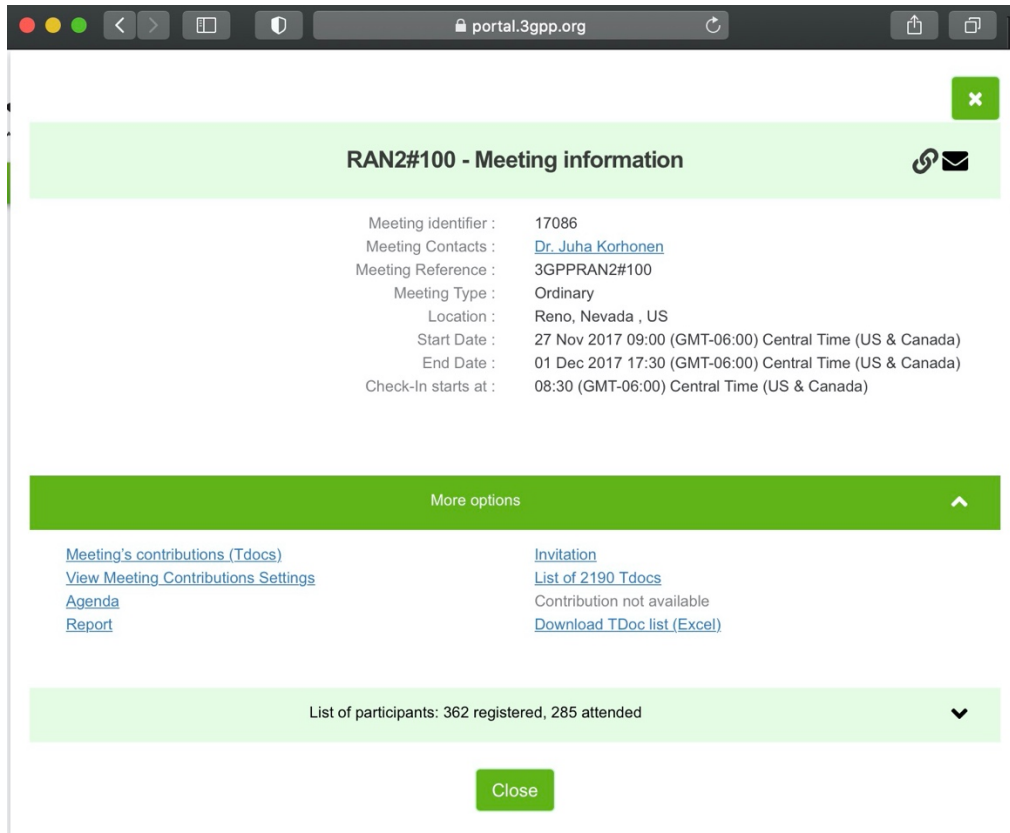 portal.3gpp.org
RAN2#100 - Meeting information
Meeting identifier : 17086
Meeting Contacts : Dr. Juha Korhonen
Meeting Reference : 3GPPRAN2#100
Meeting Type : Ordinary
Location : Reno, Nevada , US
Start Date : 27 Nov 2017 09:00 (GMT-06:00) Central Time (US & Canada)
End Date : 01 Dec 2017 17:30 (GMT-06:00) Central Time (US & Canada)
Check-In starts at : 08:30 (GMT-06:00) Central Time (US & Canada)
More options
Meeting's contributions (Tdocs) Invitation
View Meeting Contributions Settings List of 2190 Tdocs
Agenda Contribution not available
Report Download TDoc list (Excel)
List of participants: 362 registered, 285 attended
Close